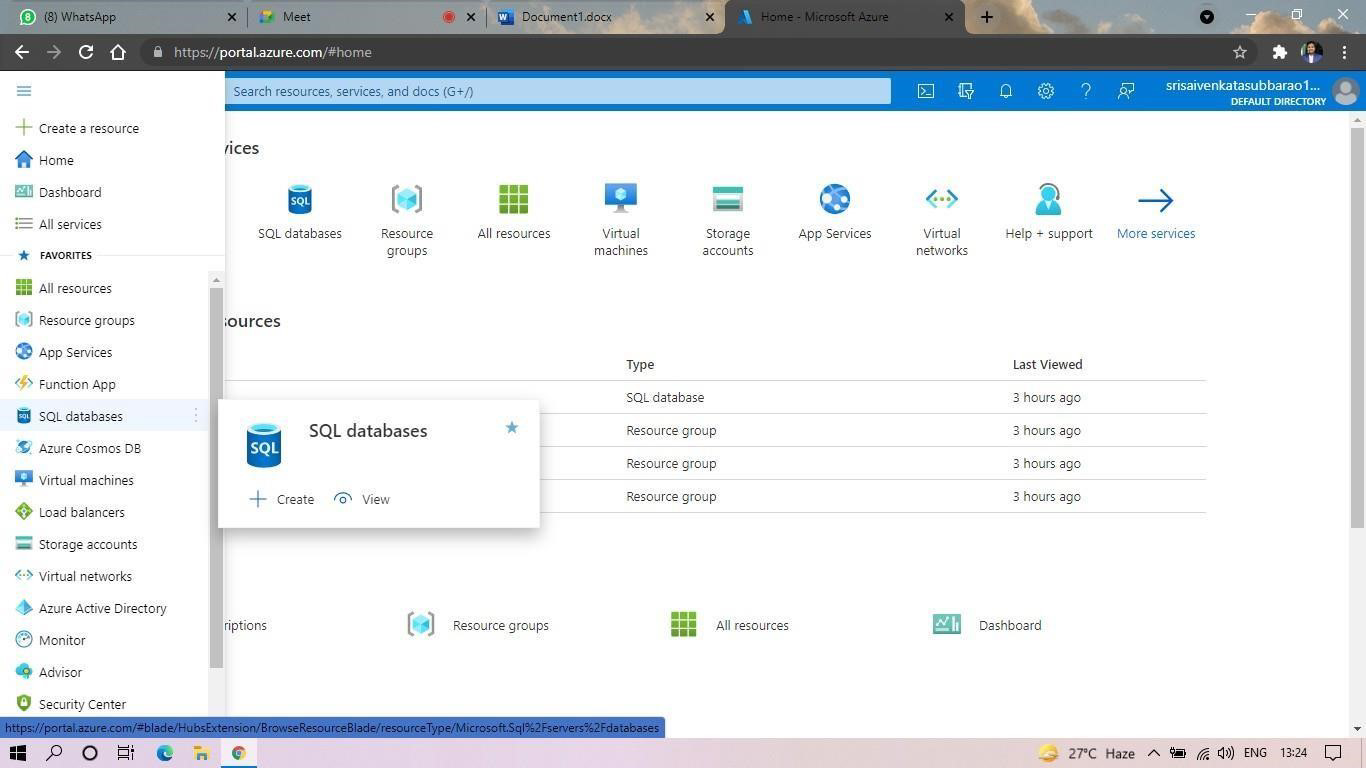 (8) WhatsApp
Meet
Document1.docx
Home - Microsoft Azure
https://portal.azure.com/#home
Search resources, services, and docs (G+/)
srisaivenkatasubbarao1...
DEFAULT DIRECTORY
Create a resource
Home
Dashboard
All services
FAVORITES
All resources
Resource groups
App Services
Function App
SQL databases
Azure Cosmos DB
Virtual machines
Load balancers
Storage accounts
Virtual networks
Azure Active Directory
Monitor
Advisor
Security Center
vices
SQL databases
Resource
groups
All resources
Virtual
machines
Storage
accounts
App Services
Virtual
networks
Help + support
More services
sources
Type
Last Viewed
SQL database
3 hours ago
Resource group
3 hours ago
Resource group
3 hours ago
Resource group
3 hours ago
SQL
SQL databases
Create
View
riptions
Resource groups
All resources
Dashboard
https://portal.azure.com/#blade/HubsExtension/BrowseResourceBlade/resourceType/Microsoft.Sql%2Fservers%2Fdatabases
27°C Haze
ENG
13:24